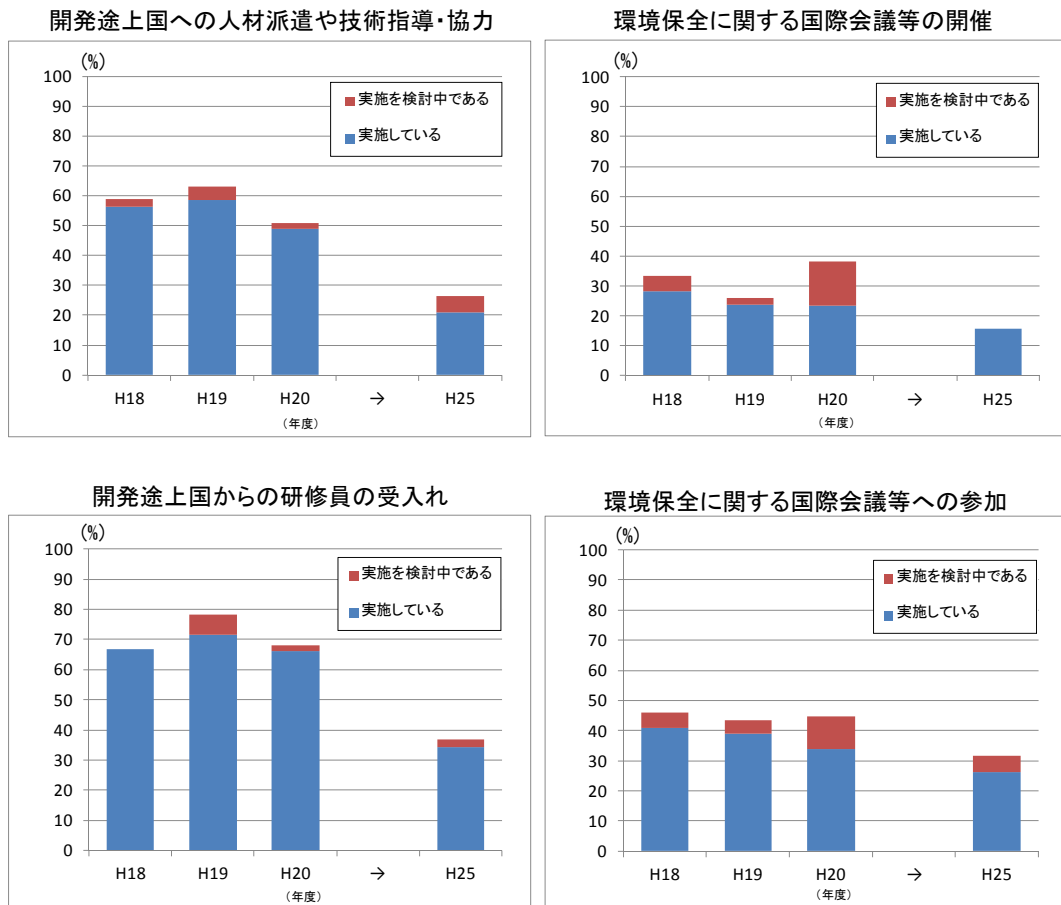 開発途上国への人材派遣や技術指導・協力
(%)
100
90
80
70
60
50
40
30
20
10
0
実施を検討中である
実施している
H18 H19 H20 → H25
(年度)
環境保全に関する国際会議等の開催
(%)
100
90
80
70
60
50
40
30
20
10
0
実施を検討中である
実施している
H18 H19 H20 → H25
(年度)
開発途上国からの研修員の受入れ
(%)
100
90
80
70
60
50
40
30
20
10
0
実施を検討中である
実施している
H18 H19 H20 → H25
(年度)
環境保全に関する国際会議等への参加
(%)
100
90
80
70
60
50
40
30
20
10
0
実施を検討中である
実施している
H18 H19 H20 → H25
(年度)